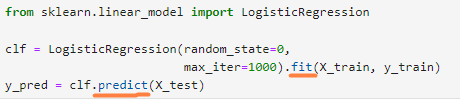 from sklearn.linear_model import LogisticRegression
clf = LogisticRegression(random_state=0,
max_iter=1000).fit(X_train, y_train)
y_pred = clf.predict(X_test)